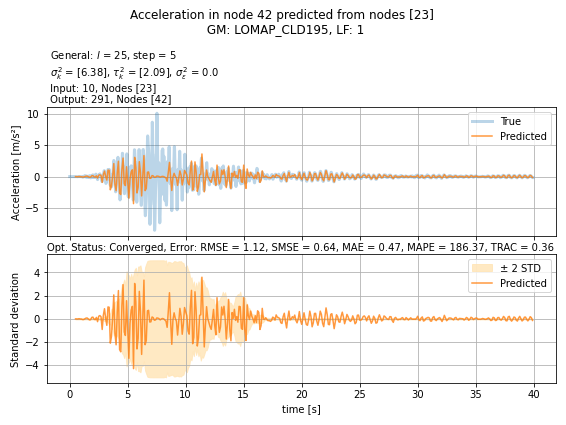 Acceleration in node 42 predicted from nodes [23]
GM: LOMAP_CLD195, LF: 1
General: l = 25, step = 5
σ²ₖ = [6.38], τ²ₖ = [2.09], σ²ε = 0.0
Input: 10, Nodes [23]
Output: 291, Nodes [42]
10
5
0
−5
Acceleration [m/s²]
True
Predicted
Opt. Status: Converged, Error: RMSE = 1.12, SMSE = 0.64, MAE = 0.47, MAPE = 186.37, TRAC = 0.36
4
2
0
−2
−4
Standard deviation
± 2 STD
Predicted
0 5 10 15 20 25 30 35 40
time [s]